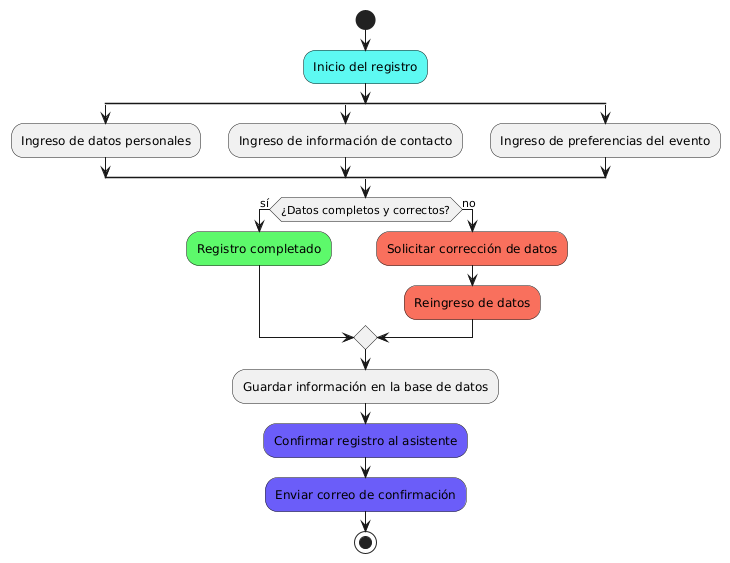 Inicio del registro
Ingreso de datos personales
Ingreso de información de contacto
Ingreso de preferencias del evento
¿Datos completos y correctos?
sí
no
Registro completado
Solicitar corrección de datos
Reingreso de datos
Guardar información en la base de datos
Confirmar registro al asistente
Enviar correo de confirmación